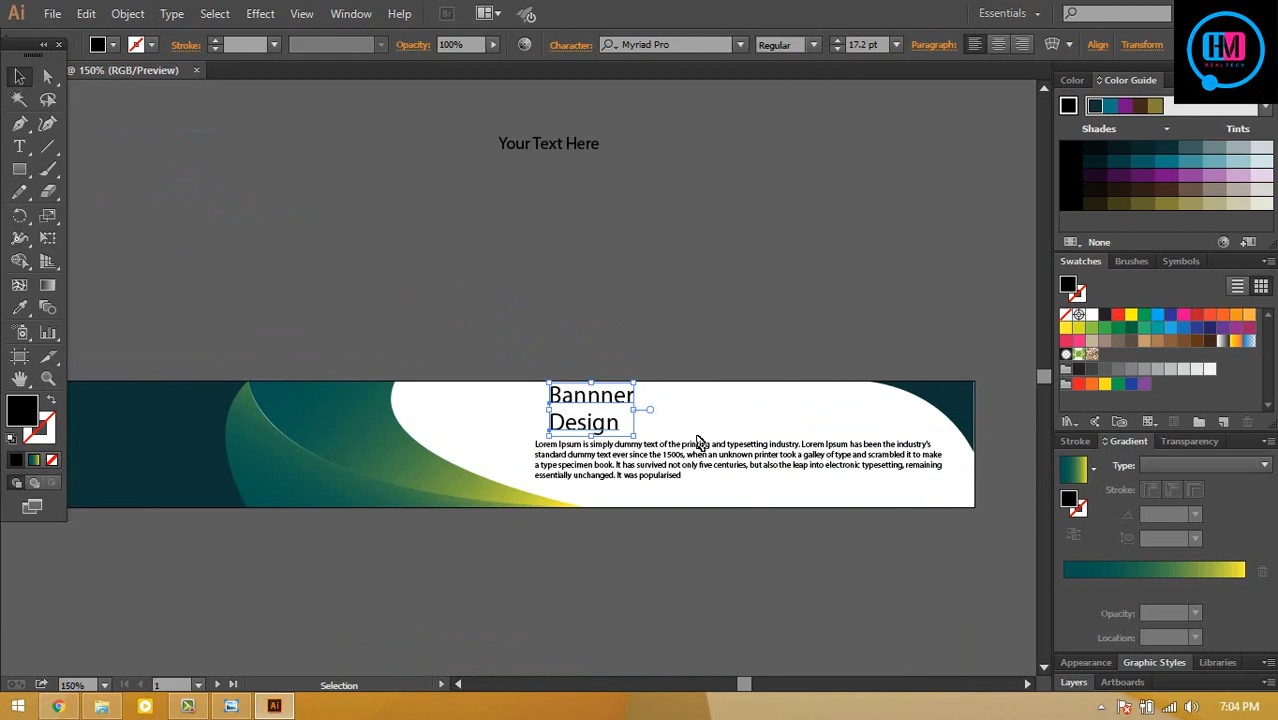 Ai File Edit Object Type Select Effect View Window Help Br Essentials
Stroke: Opacity: 100% Character: Myriad Pro Regular 17.2 pt Paragraph: Align Transform
HM
REALTECH
@ 150% (RGB/Preview) ×
Color Color Guide
Shades Tints
None
Swatches Brushes Symbols
Your Text Here
Bannner
Design
Lorem Ipsum is simply dummy text of the printing and typesetting industry. Lorem Ipsum has been the industry's
standard dummy text ever since the 1500s, when an unknown printer took a galley of type and scrambled it to make
a type specimen book. It has survived not only five centuries, but also the leap into electronic typesetting, remaining
essentially unchanged. It was popularised
Stroke Gradient Transparency
Type:
Stroke:
Opacity:
Location:
Appearance Graphic Styles Libraries
Layers Artboards
150% 1 Selection
Ai 7:04 PM